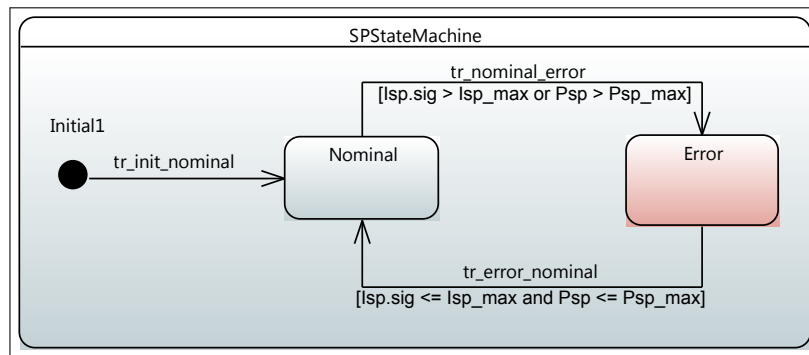 SPStateMachine
tr_nominal_error
[Isp.sig > Isp_max or Psp > Psp_max]
Initial1
tr_init_nominal
Nominal
Error
tr_error_nominal
[Isp.sig <= Isp_max and Psp <= Psp_max]